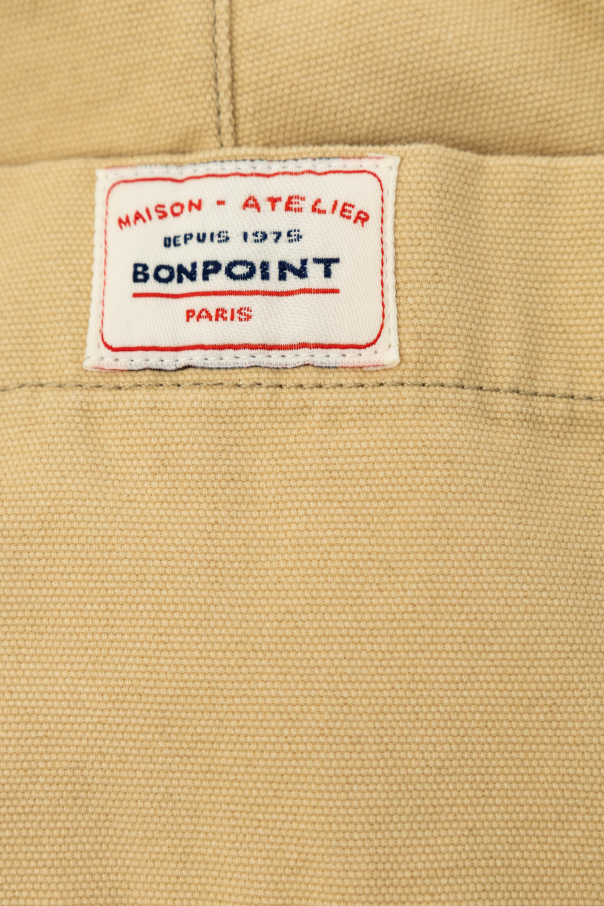 MAISON - ATELIER
DEPUIS 1975
BONPOINT
PARIS